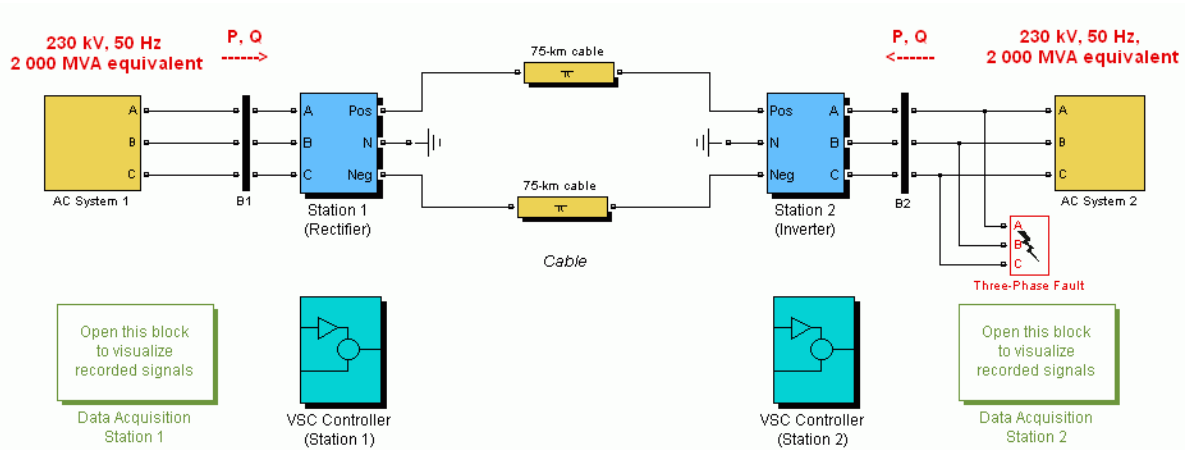 230 kV, 50 Hz
2 000 MVA equivalent
P, Q
------>
P, Q
<------
230 kV, 50 Hz,
2 000 MVA equivalent
75-km cable
π
A
B
C
AC System 1
B1
A
B
C
Pos
N
Neg
Station 1
(Rectifier)
75-km cable
π
Cable
Pos
N
Neg
A
B
C
Station 2
(Inverter)
B2
A
B
C
AC System 2
A
B
C
Three-Phase Fault
Open this block
to visualize
recorded signals
Data Acquisition
Station 1
VSC Controller
(Station 1)
VSC Controller
(Station 2)
Open this block
to visualize
recorded signals
Data Acquisition
Station 2